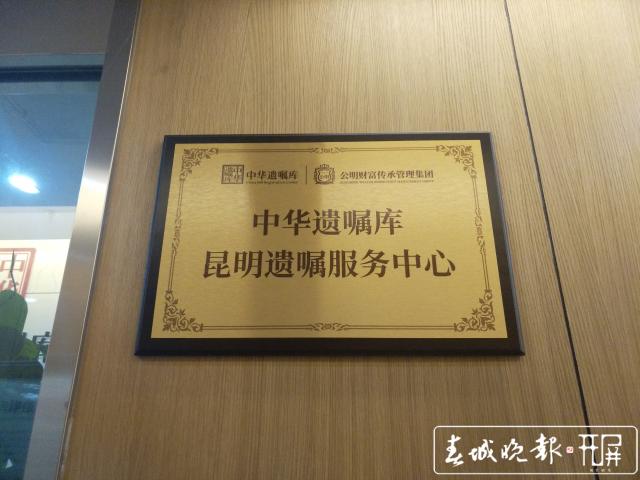 中华遗嘱库 公明财富传承管理集团
中华遗嘱库
昆明遗嘱服务中心
春城晚报 开屏